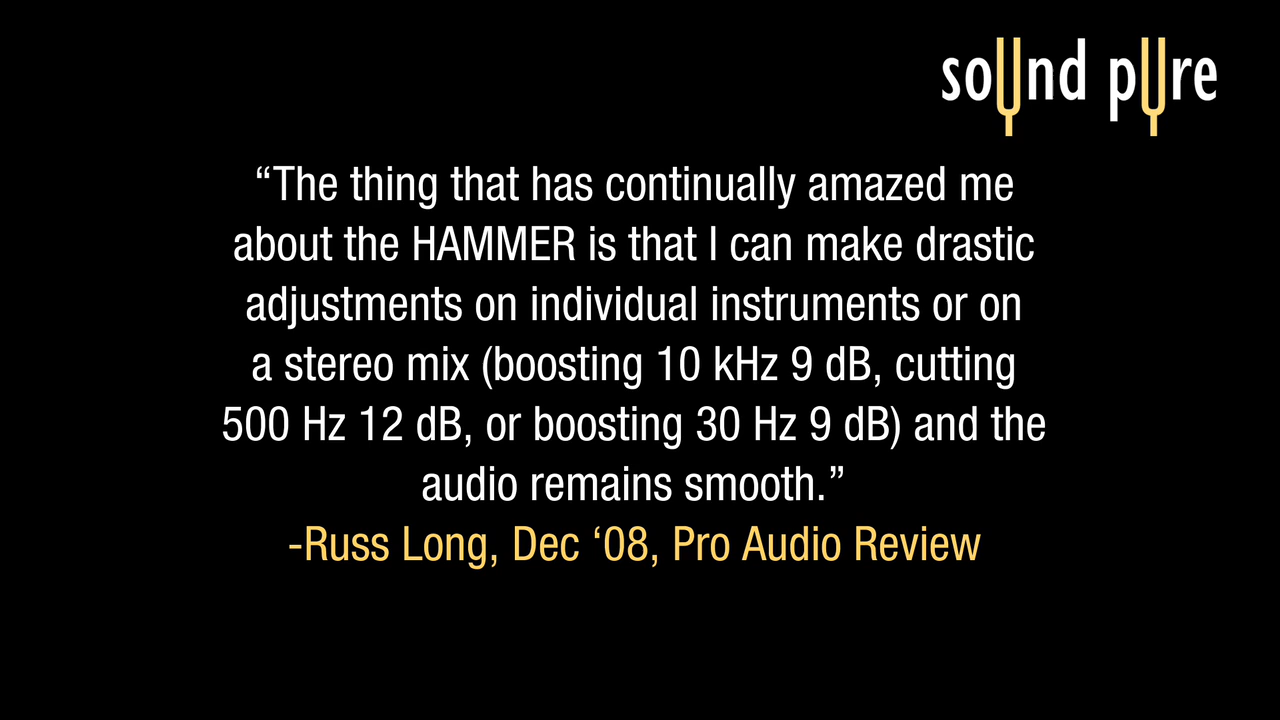 sound pure
“The thing that has continually amazed me
about the HAMMER is that I can make drastic
adjustments on individual instruments or on
a stereo mix (boosting 10 kHz 9 dB, cutting
500 Hz 12 dB, or boosting 30 Hz 9 dB) and the
audio remains smooth.”
-Russ Long, Dec ‘08, Pro Audio Review